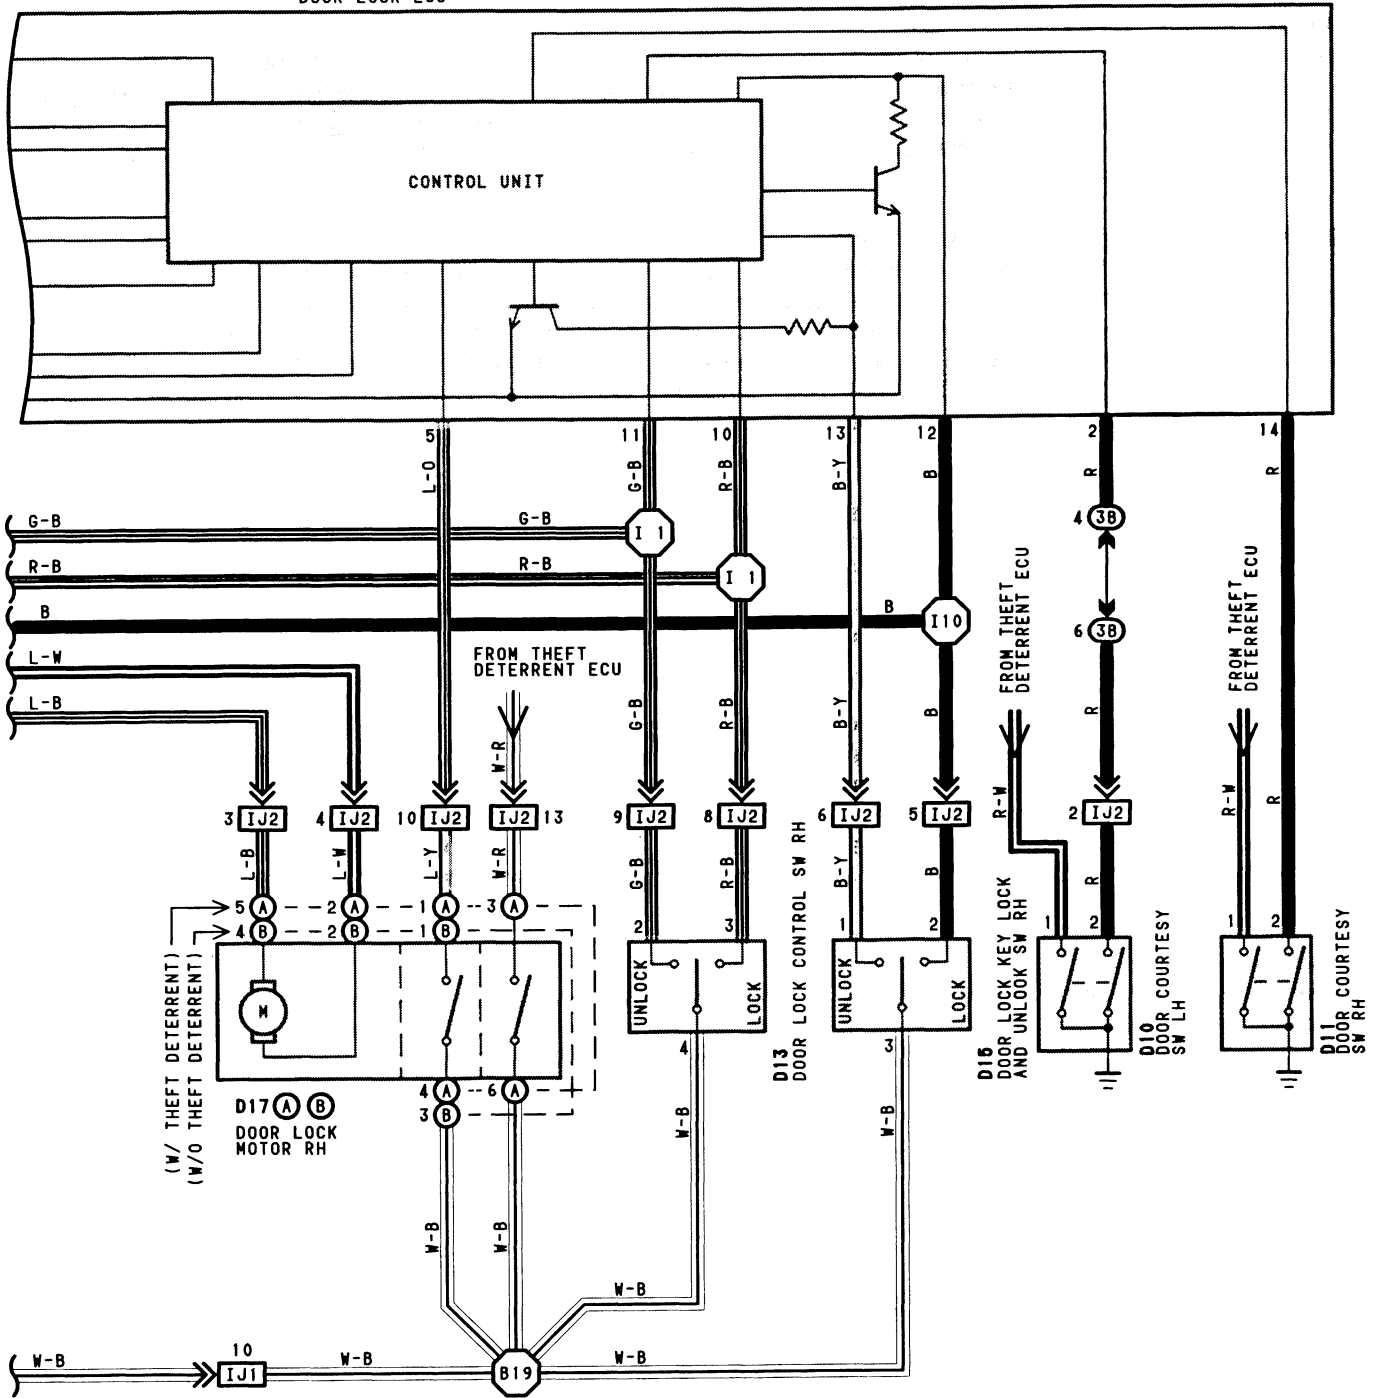 DOOR LOCK ECU
CONTROL UNIT
5
11
10
13
12
2
14
L-O
G-B
R-B
B-Y
B
R
R
G-B
G-B
I 1
4
3B
R-B
R-B
I 1
B
B
I10
6
3B
FROM THEFT
DETERRENT ECU
FROM THEFT
DETERRENT ECU
FROM THEFT
DETERRENT ECU
L-W
L-B
W-R
G-B
R-B
B-Y
B
R
R-W
R-W
R
3
IJ2
4
IJ2
10
IJ2
IJ2
13
9
IJ2
8
IJ2
6
IJ2
5
IJ2
2
IJ2
L-B
L-W
L-Y
W-R
G-B
R-B
B-Y
B
R
5
A
2
A
1
A
3
A
4
B
2
B
1
B
2
3
1
2
1
2
1
2
M
UNLOCK
LOCK
UNLOCK
LOCK
4
3
D13
DOOR LOCK CONTROL SW RH
D15
DOOR LOCK KEY LOCK
AND UNLOOK SW RH
D10
DOOR COURTESY
SW LH
D11
DOOR COURTESY
SW RH
(W/ THEFT DETERRENT)
(W/O THEFT DETERRENT)
4
A
6
A
3
B
D17 A B
DOOR LOCK
MOTOR RH
W-B
W-B
W-B
W-B
W-B
W-B
10
IJ1
W-B
B19
W-B